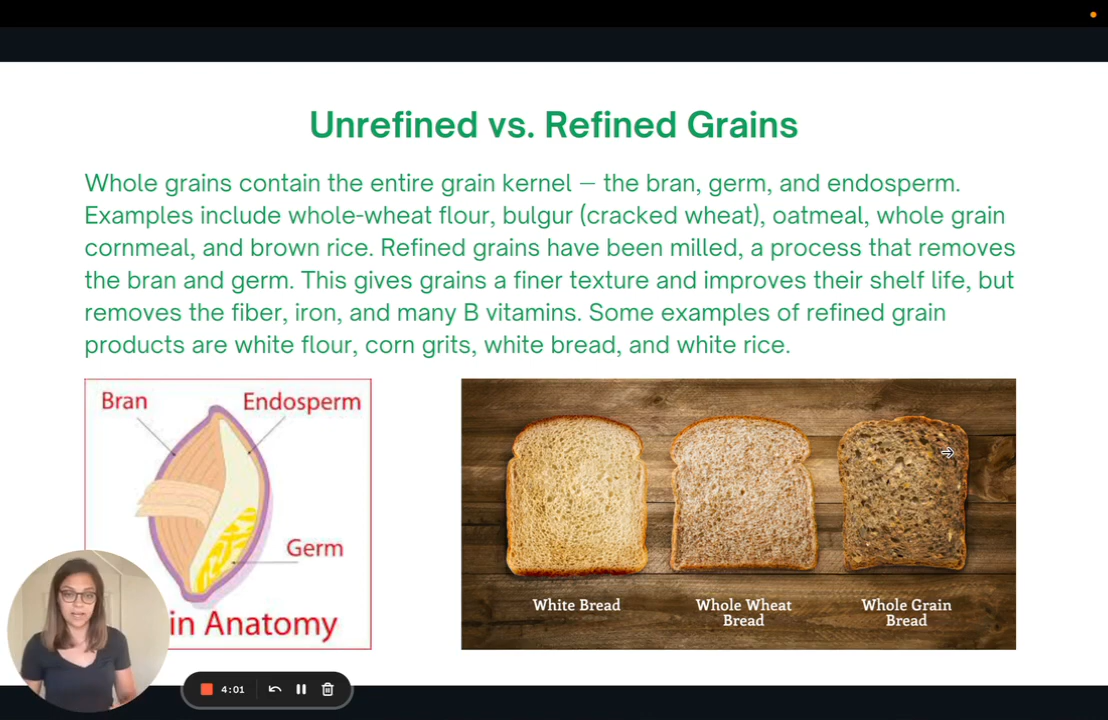 Unrefined vs. Refined Grains
Whole grains contain the entire grain kernel – the bran, germ, and endosperm.
Examples include whole-wheat flour, bulgur (cracked wheat), oatmeal, whole grain
cornmeal, and brown rice. Refined grains have been milled, a process that removes
the bran and germ. This gives grains a finer texture and improves their shelf life, but
removes the fiber, iron, and many B vitamins. Some examples of refined grain
products are white flour, corn grits, white bread, and white rice.
Bran
Endosperm
Germ
in Anatomy
White Bread
Whole Wheat
Bread
Whole Grain
Bread
4:01